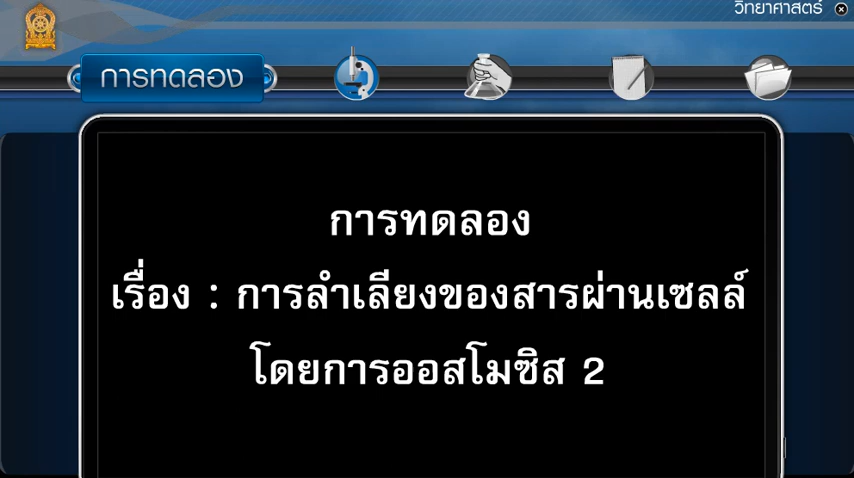 วิทยาศาสตร์
การทดลอง
การทดลอง
เรื่อง : การลำเลียงของสารผ่านเซลล์
โดยการออสโมซิส 2